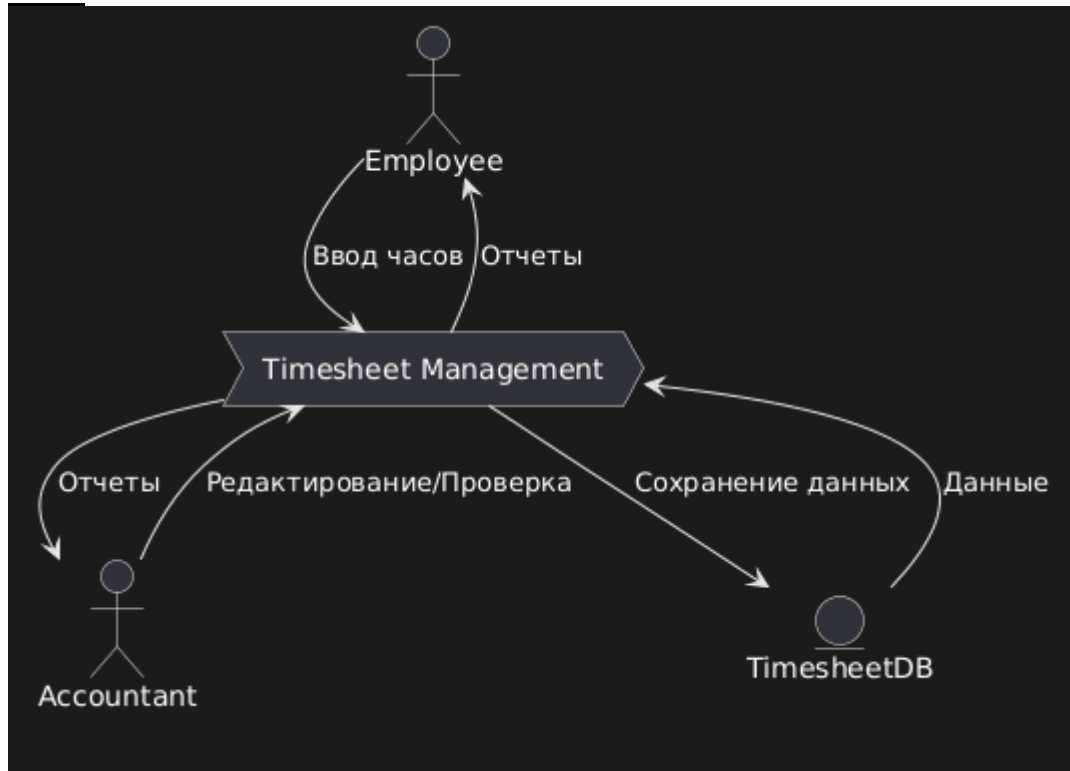 Employee
Ввод часов
Отчеты
Timesheet Management
Отчеты
Редактирование/Проверка
Сохранение данных
Данные
TimesheetDB
Accountant